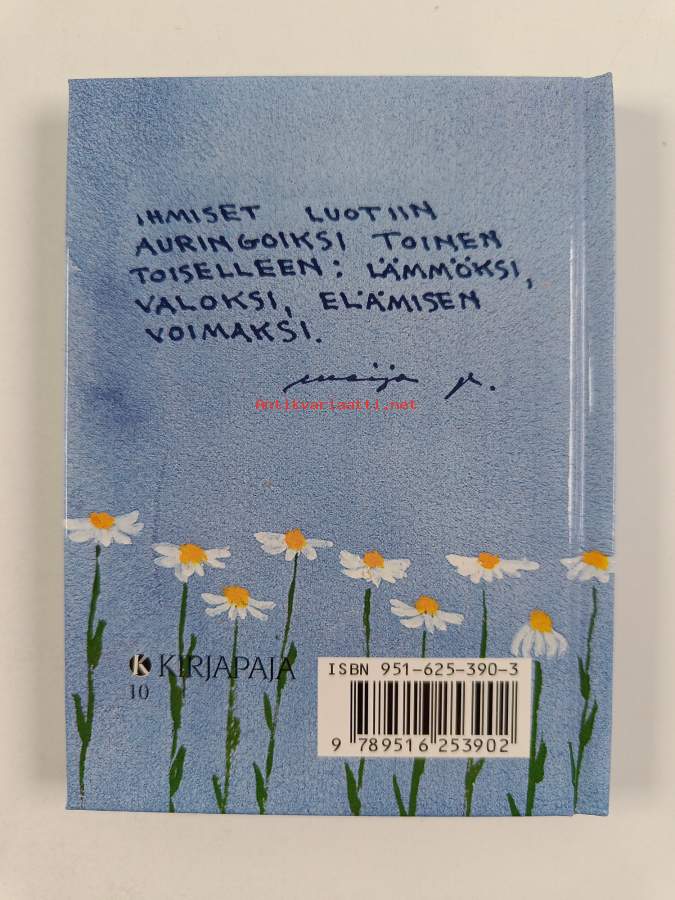 IHMISET LUOTIIN
AURINGOIKSI TOINEN
TOISELLEEN: LÄMMÖKSI,
VALOKSI, ELÄMISEN
VOIMAKSI.
maija p.
Antikvariaatti.net
K KIRJAPAJA
10
ISBN 951-625-390-3
9 789516 253902